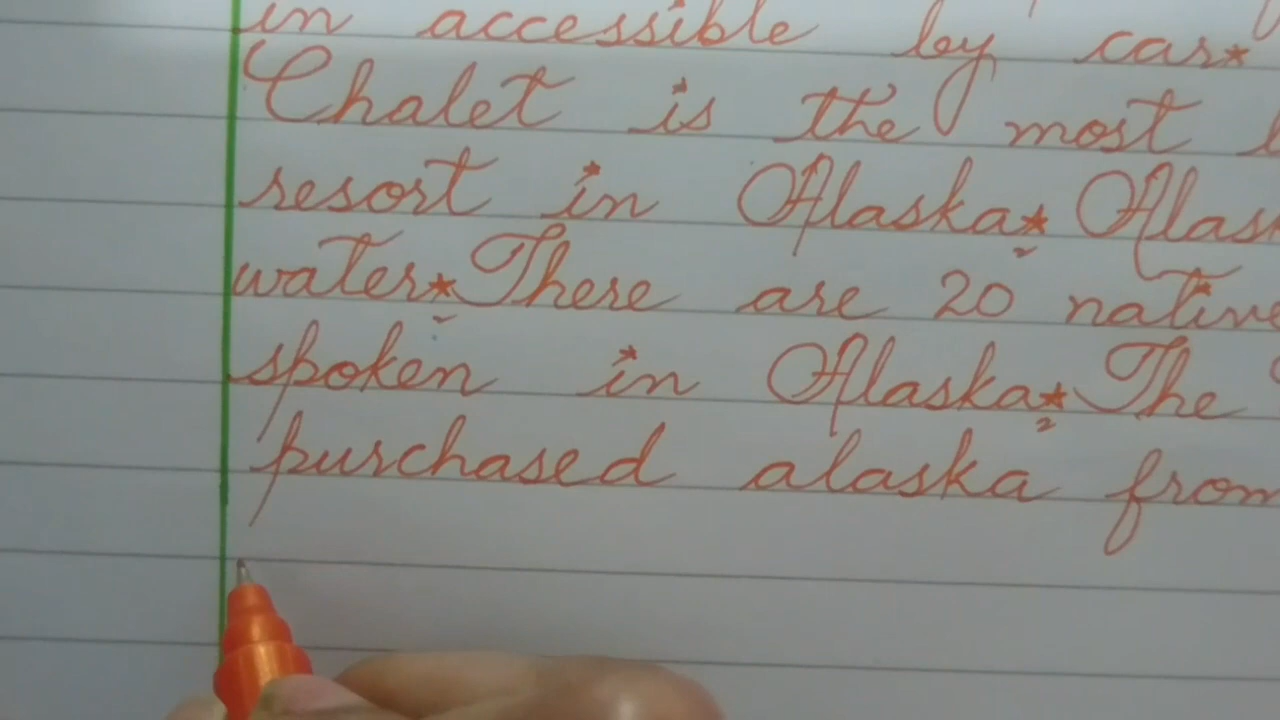 in accessible by car.
Chalet is the most
resort in Alaska. Alas
water. There are 20 native
spoken in Alaska. The
purchased alaska from